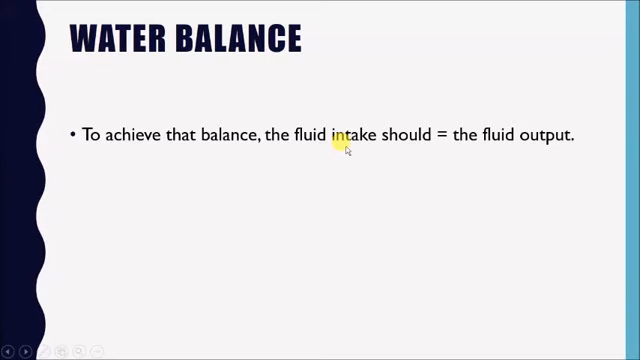 WATER BALANCE
• To achieve that balance, the fluid intake should = the fluid output.